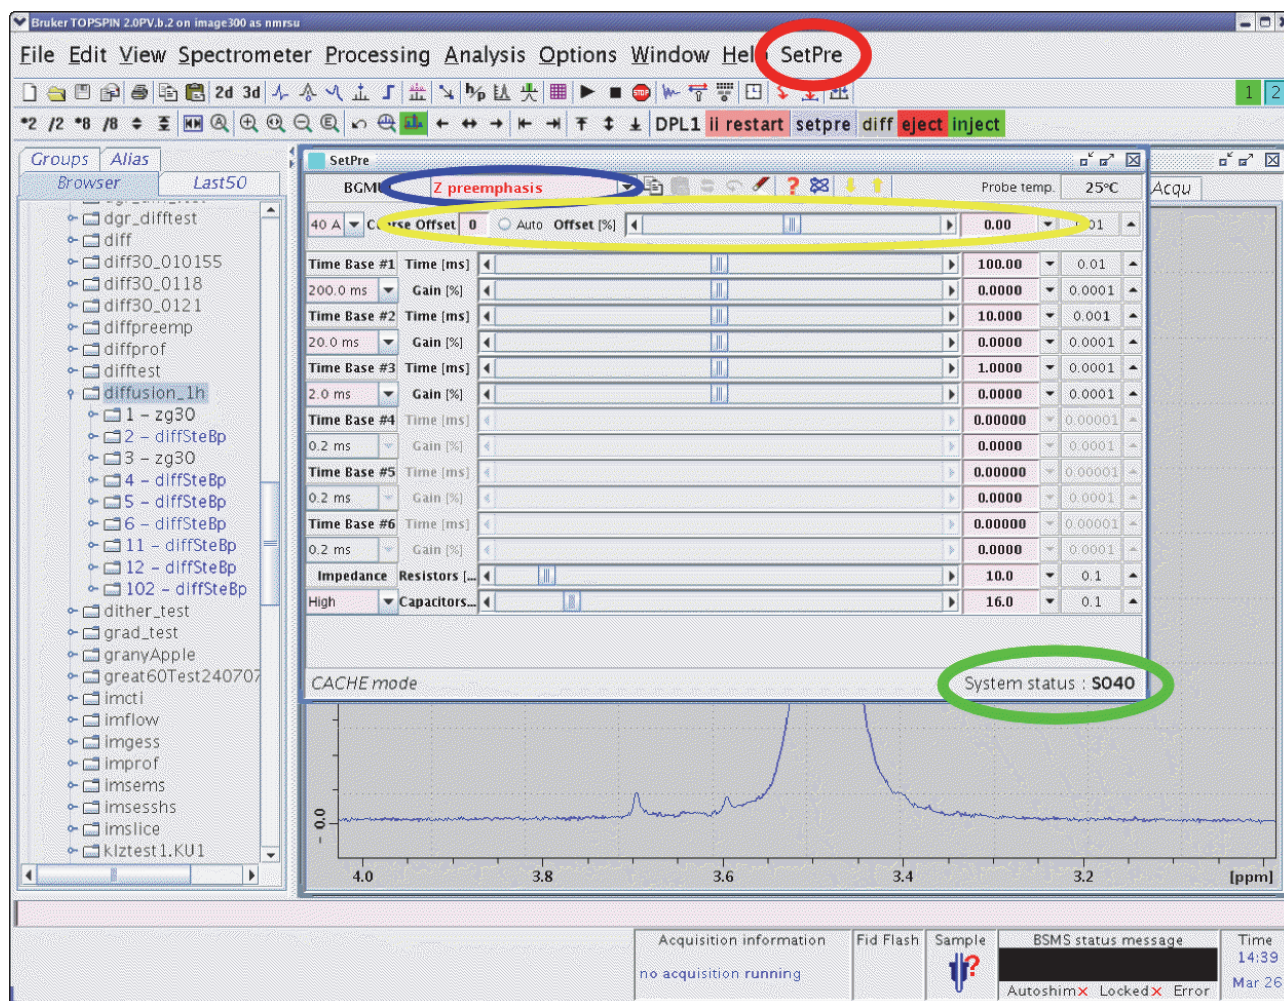 Bruker TOPSPIN 2.0PV.b.2 on image300 as nmrsu
File Edit View Spectrometer Processing Analysis Options Window Help SetPre
2d 3d 1 2
*2 /2 *8 /8 DPL1 ii restart setpre diff eject inject
Groups Alias
Browser Last50
dgr_difftest
diff
diff30_010155
diff30_0118
diff30_0121
diffpreemp
diffprof
difftest
diffusion_1h
1 - zg30
2 - diffSteBp
3 - zg30
4 - diffSteBp
5 - diffSteBp
6 - diffSteBp
11 - diffSteBp
12 - diffSteBp
102 - diffSteBp
dither_test
grad_test
granyApple
great60Test240707
imcti
imflow
imgess
improf
imsems
imsesshs
imslice
klztest1.KU1
SetPre
Z preemphasis Probe temp. 25°C Acqu
40 A Coarse Offset 0 Auto Offset [%] 0.00
Time Base #1 Time [ms] 100.00 0.01
200.0 ms Gain [%] 0.0000 0.0001
Time Base #2 Time [ms] 10.000 0.001
20.0 ms Gain [%] 0.0000 0.0001
Time Base #3 Time [ms] 1.0000 0.0001
2.0 ms Gain [%] 0.0000 0.0001
Time Base #4 Time [ms] 0.00000 0.00001
0.2 ms Gain [%] 0.0000 0.0001
Time Base #5 Time [ms] 0.00000 0.00001
0.2 ms Gain [%] 0.0000 0.0001
Time Base #6 Time [ms] 0.00000 0.00001
0.2 ms Gain [%] 0.0000 0.0001
Impedance Resistors [... 10.0 0.1
High Capacitors... 16.0 0.1
CACHE mode System status : S040
- 0.0
4.0 3.8 3.6 3.4 3.2 [ppm]
Acquisition information Fid Flash Sample BSMS status message Time
no acquisition running 14:39
Autoshim Locked Error Mar 26